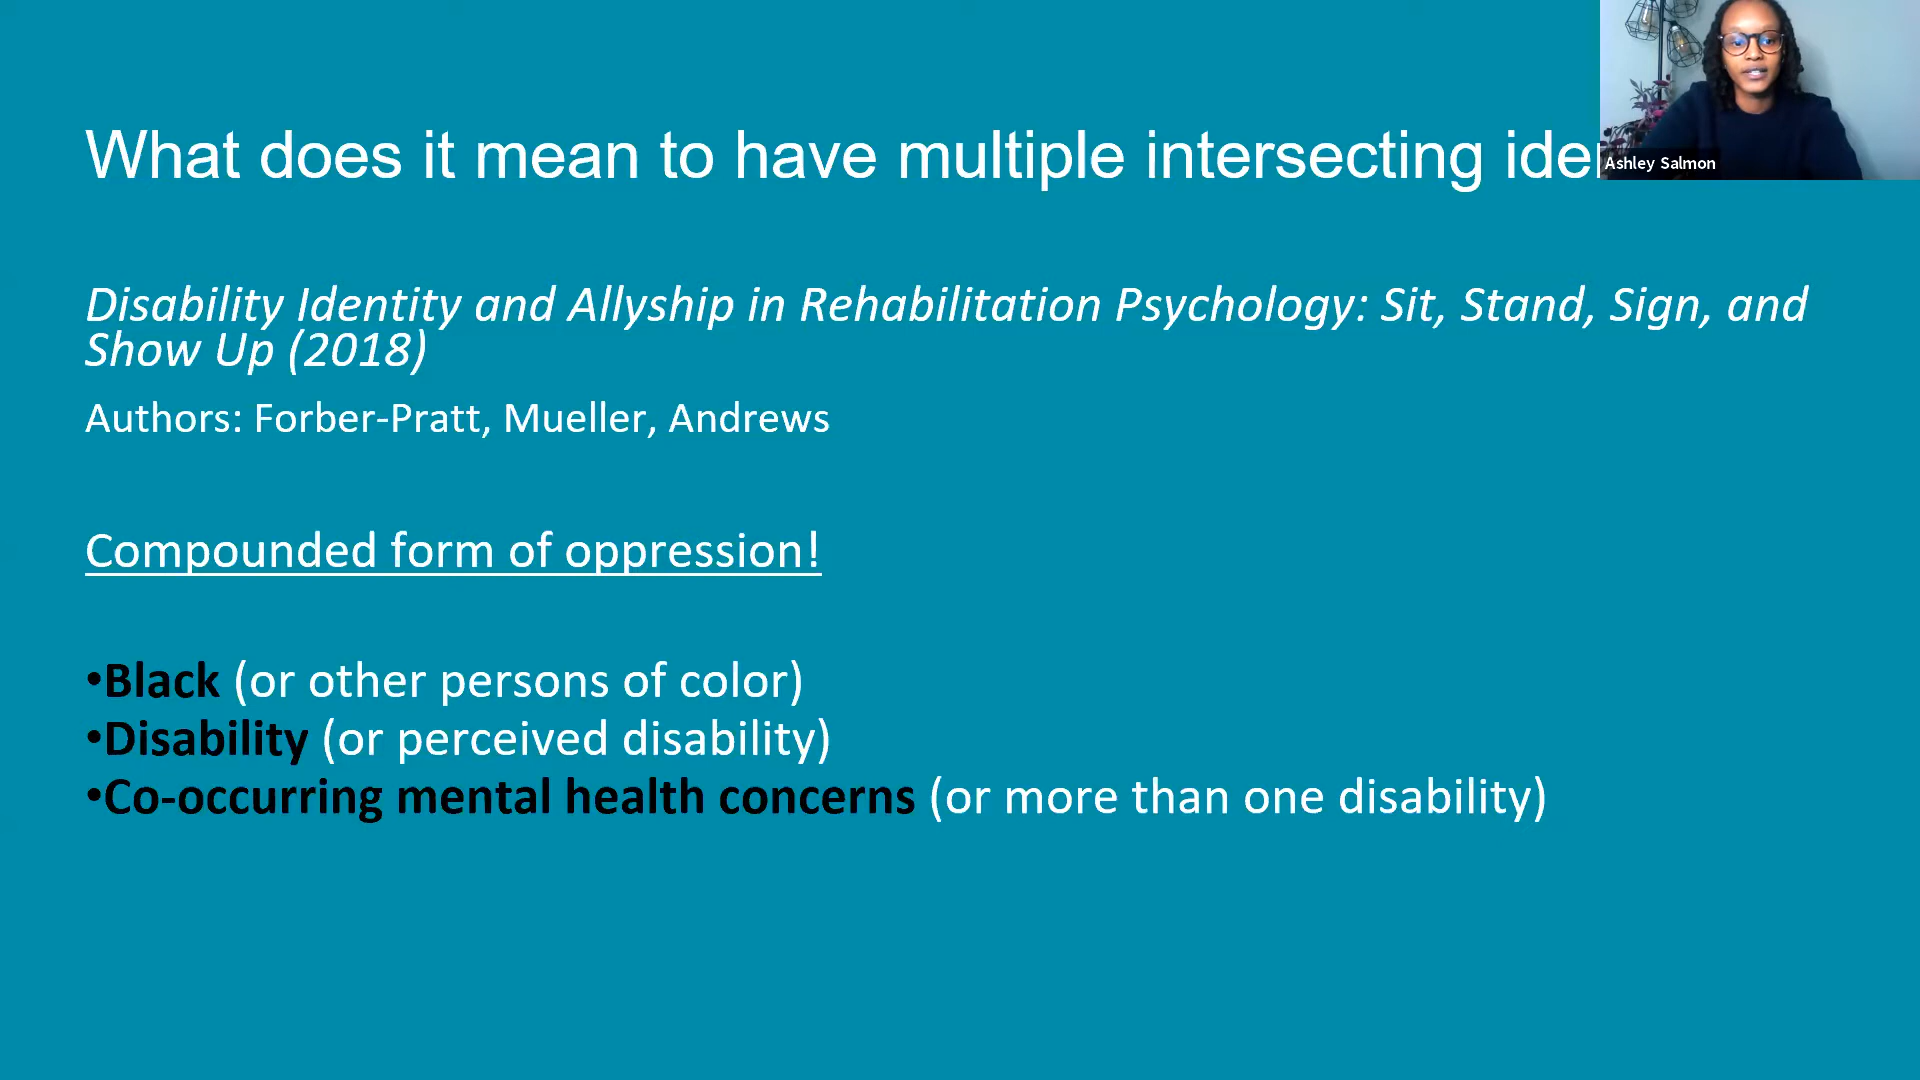 What does it mean to have multiple intersecting
Ashley Salmon
Disability Identity and Allyship in Rehabilitation Psychology: Sit, Stand, Sign, and
Show Up (2018)
Authors: Forber-Pratt, Mueller, Andrews
Compounded form of oppression!
•Black (or other persons of color)
•Disability (or perceived disability)
•Co-occurring mental health concerns (or more than one disability)